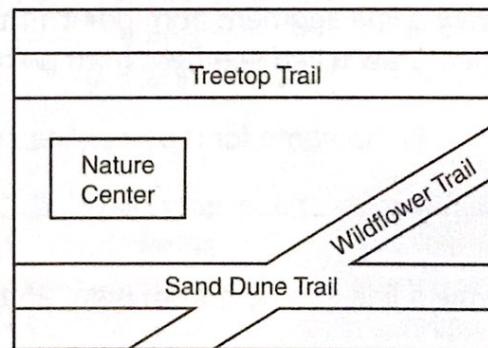 Treetop Trail
Nature
Center
Wildflower Trail
Sand Dune Trail